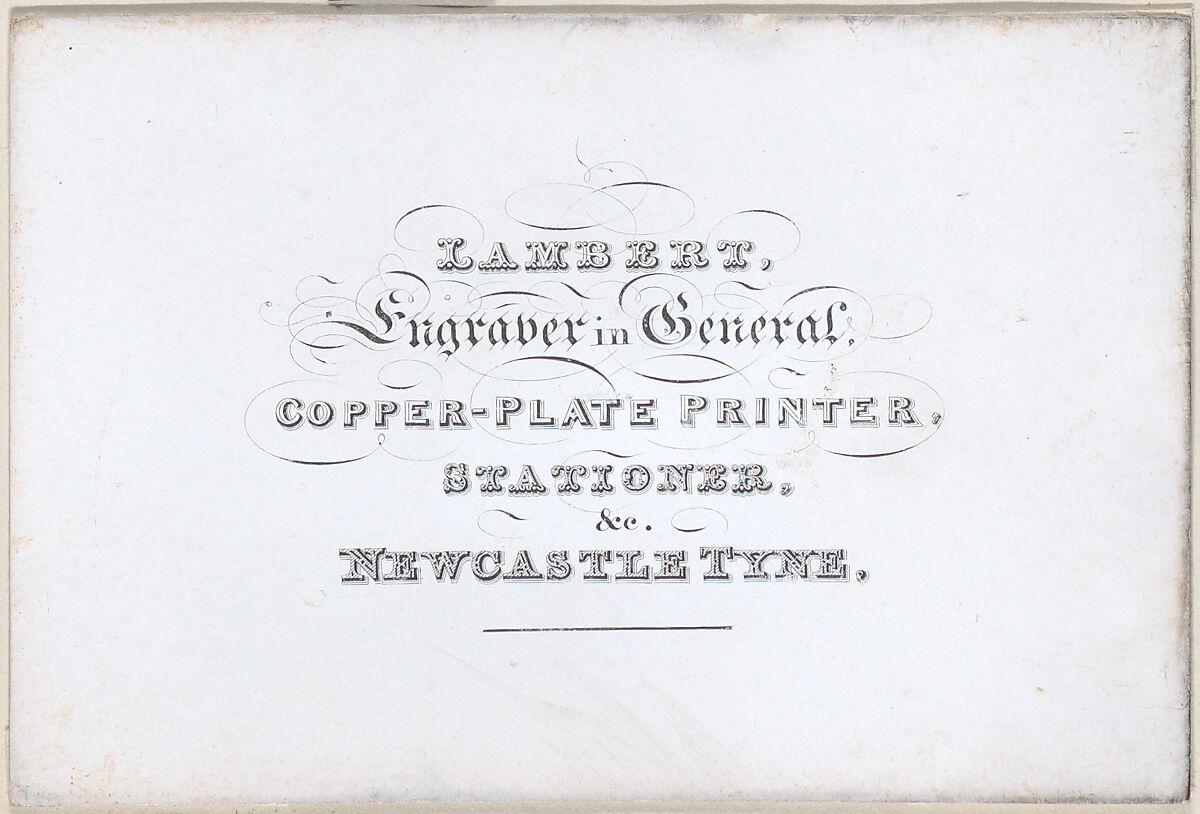 LAMBERT,
Engraver in General,
COPPER-PLATE PRINTER,
STATIONER,
&c.
NEWCASTLE TYNE,